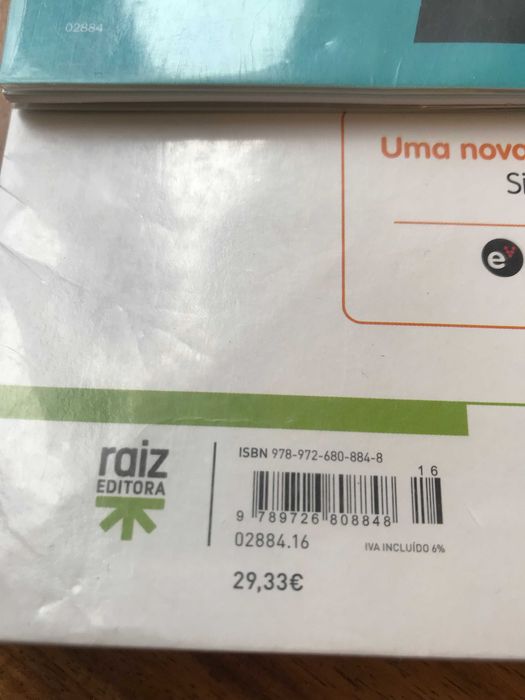 02884
Uma nova
Si
e
raiz
EDITORA
ISBN 978-972-680-884-8
16
9 789726 808848
02884.16
IVA INCLUÍDO 6%
29,33€